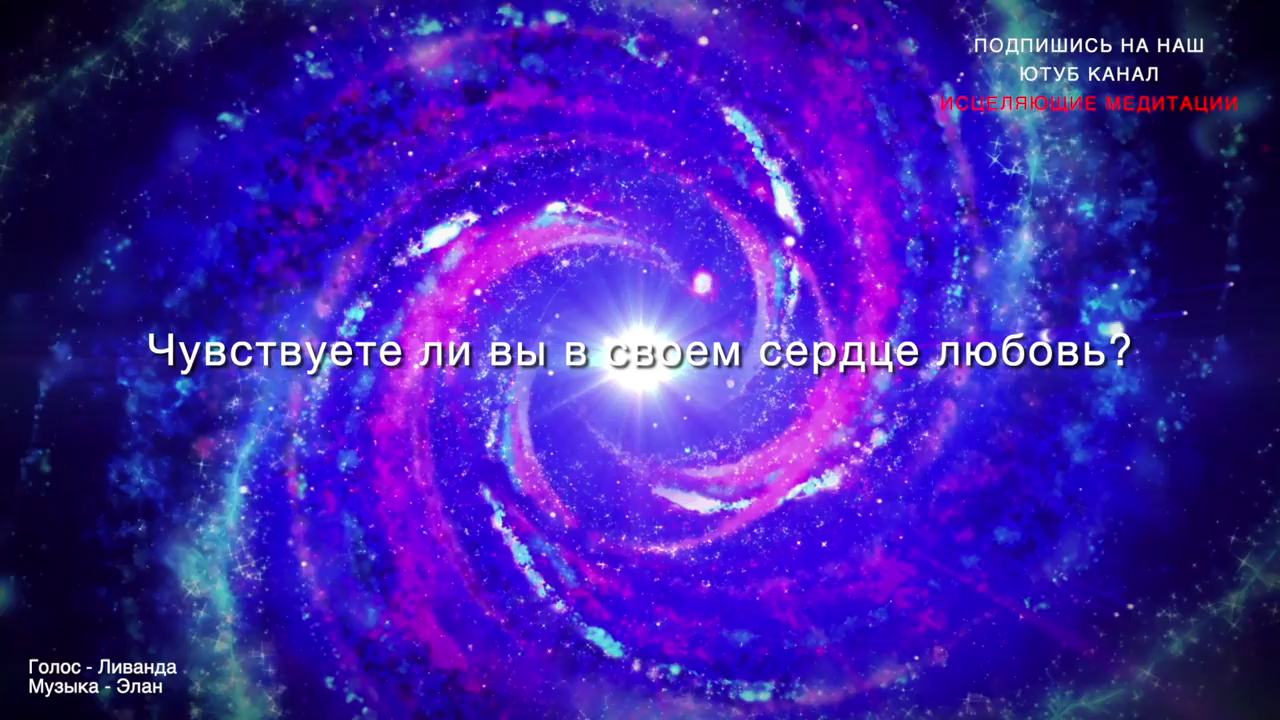 ПОДПИШИСЬ НА НАШ
ЮТУБ КАНАЛ
ИСЦЕЛЯЮЩИЕ МЕДИТАЦИИ
Чувствуете ли вы в своем сердце любовь?
Голос - Ливанда
Музыка - Элан